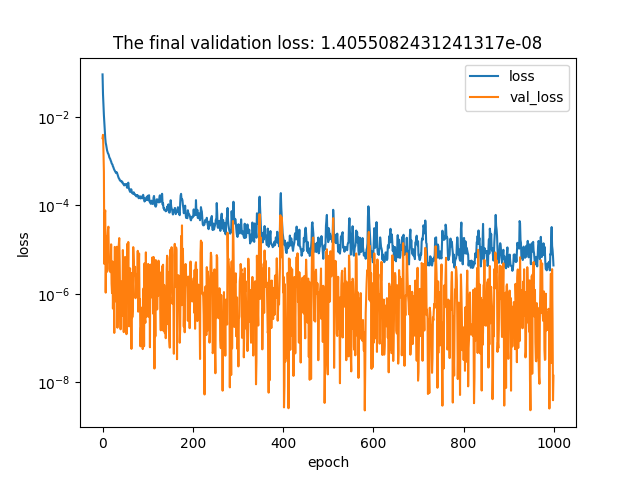 The final validation loss: 1.4055082431241317e-08
loss
val_loss
loss
10⁻²
10⁻⁴
10⁻⁶
10⁻⁸
0 200 400 600 800 1000
epoch